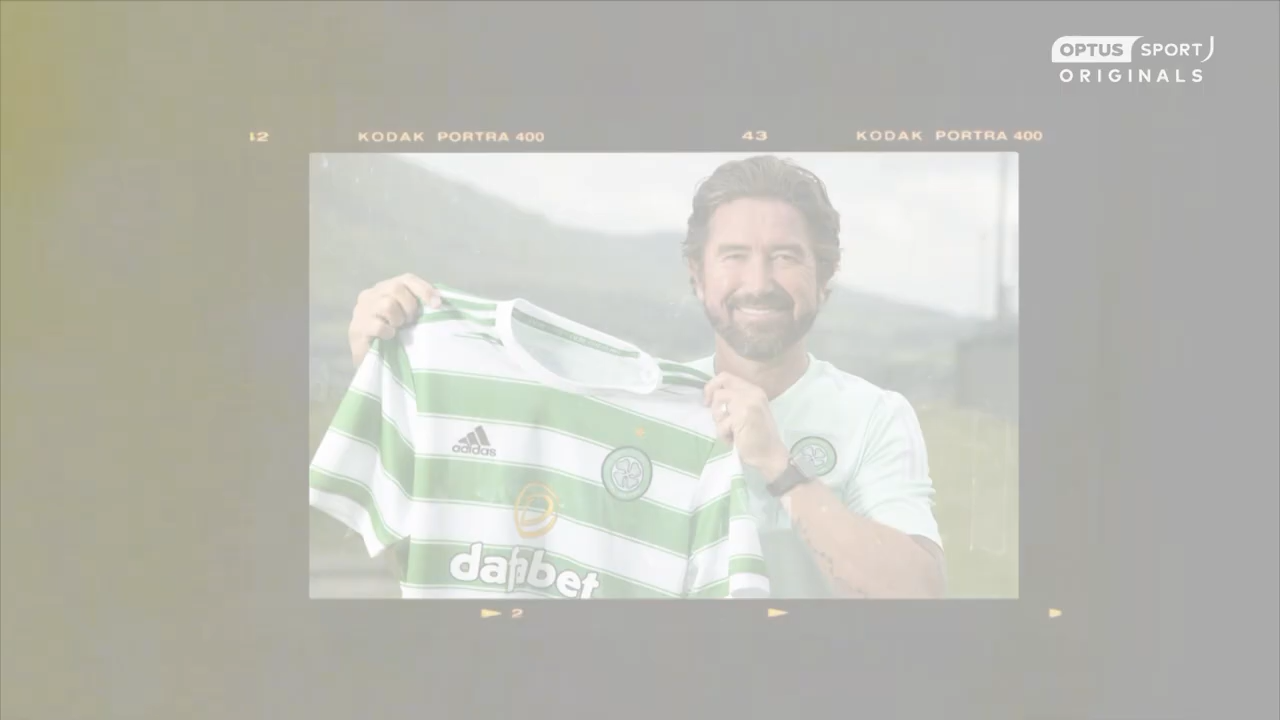 OPTUS SPORT
ORIGINALS
12 KODAK PORTRA 400 43 KODAK PORTRA 400
adidas
dafabet
2